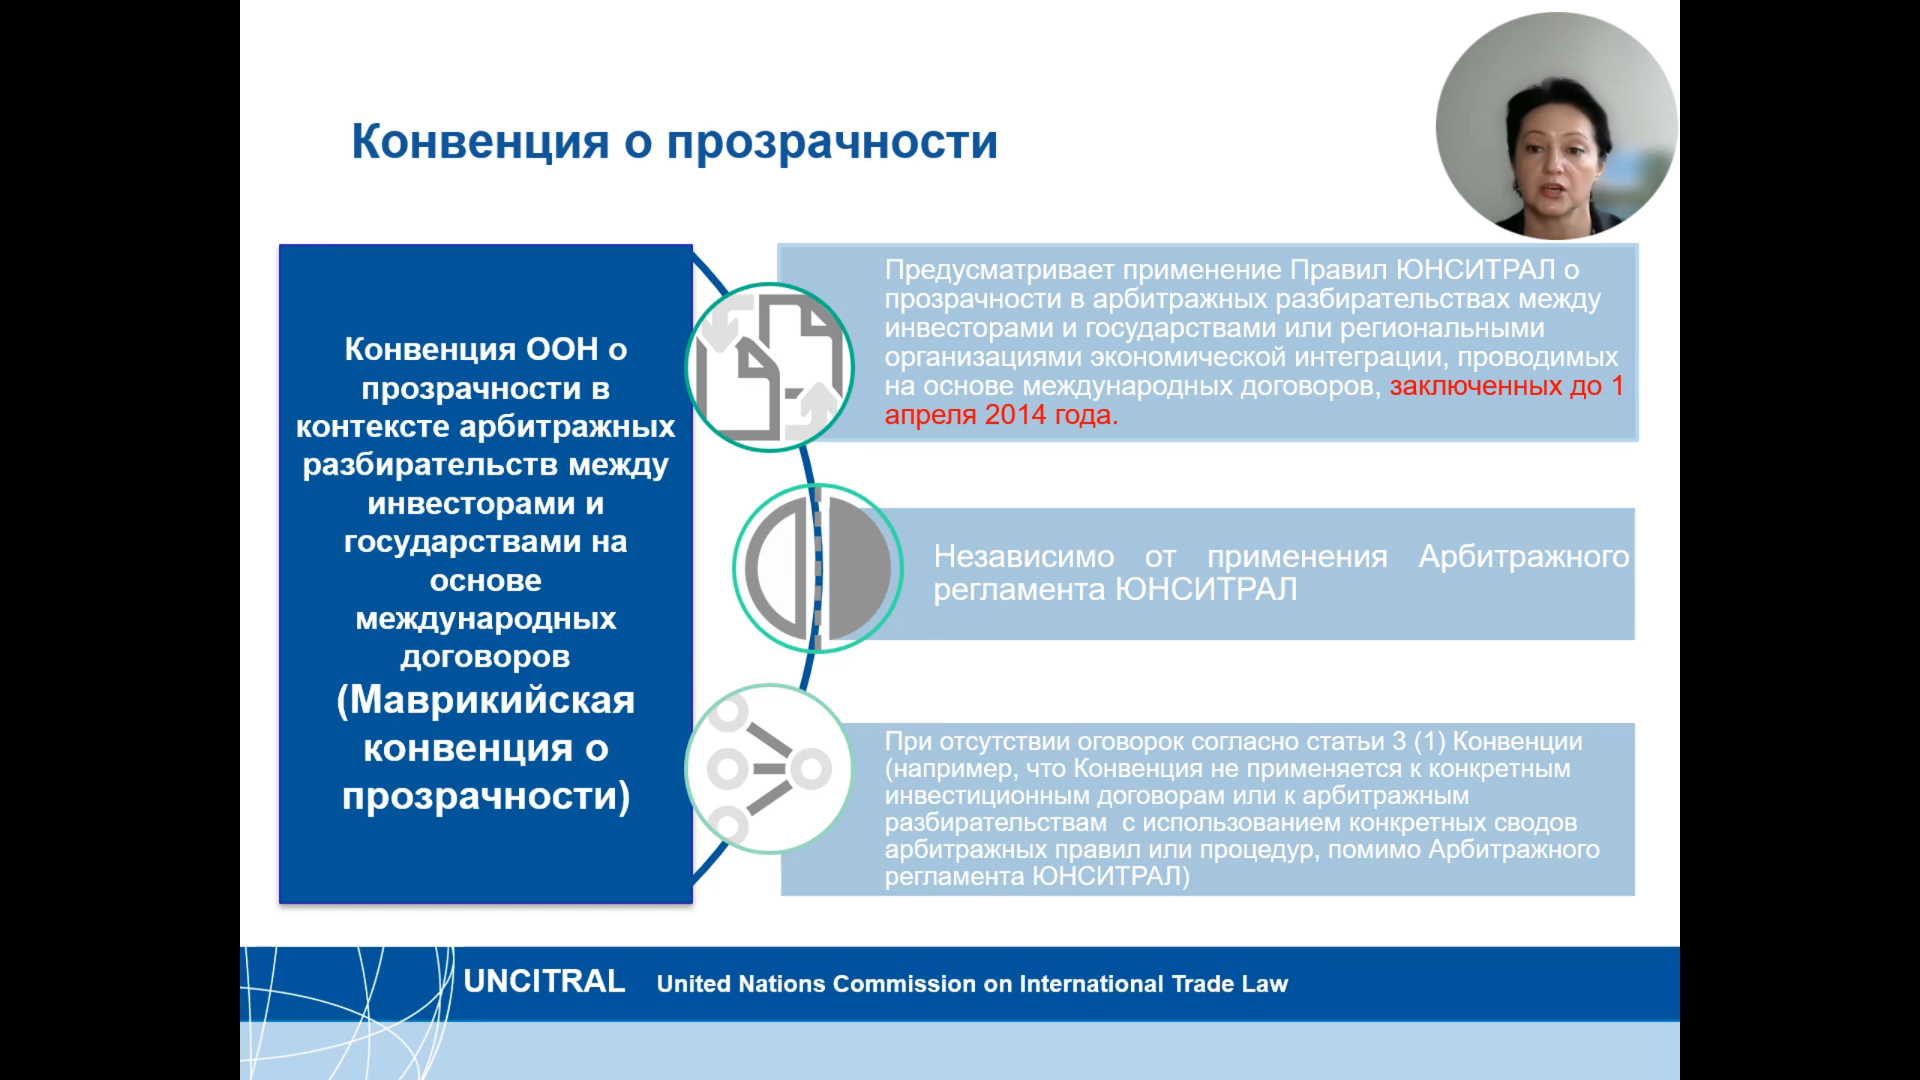 Конвенция о прозрачности
Конвенция ООН о
прозрачности в
контексте арбитражных
разбирательств между
инвесторами и
государствами на
основе
международных
договоров
(Маврикийская
конвенция о
прозрачности)
Предусматривает применение Правил ЮНСИТРАЛ о
прозрачности в арбитражных разбирательствах между
инвесторами и государствами или региональными
организациями экономической интеграции, проводимых
на основе международных договоров, заключенных до 1
апреля 2014 года.
Независимо от применения Арбитражного
регламента ЮНСИТРАЛ
При отсутствии оговорок согласно статьи 3 (1) Конвенции
(например, что Конвенция не применяется к конкретным
инвестиционным договорам или к арбитражным
разбирательствам с использованием конкретных сводов
арбитражных правил или процедур, помимо Арбитражного
регламента ЮНСИТРАЛ)
UNCITRAL United Nations Commission on International Trade Law